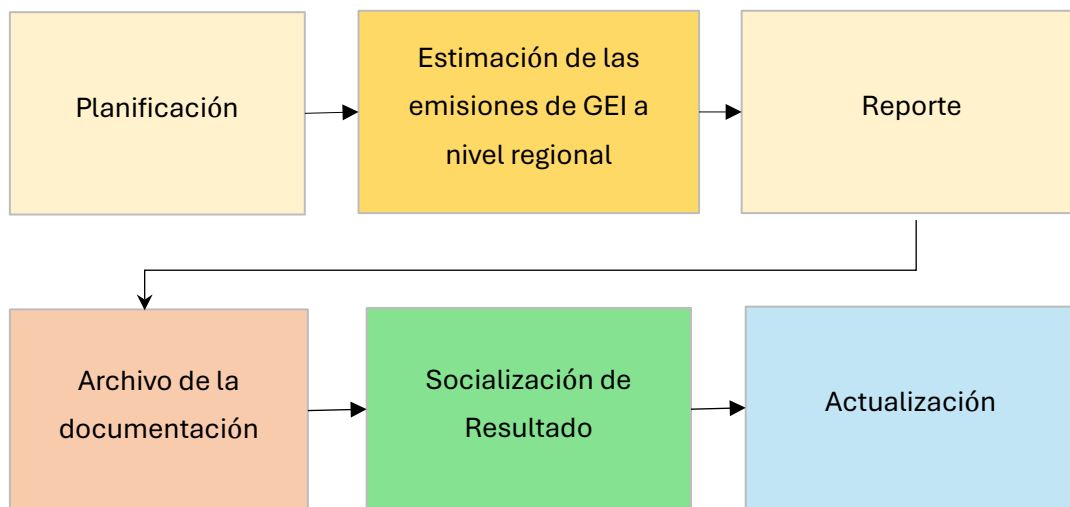 Planificación
Estimación de las
emisiones de GEI a
nivel regional
Reporte
Archivo de la
documentación
Socialización de
Resultado
Actualización